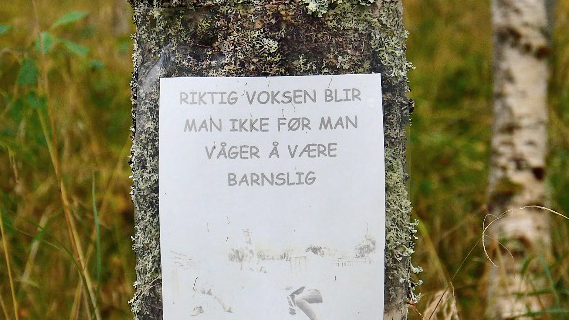 RIKTIG VOKSEN BLIR
MAN IKKE FØR MAN
VÅGER Å VÆRE
BARNSLIG